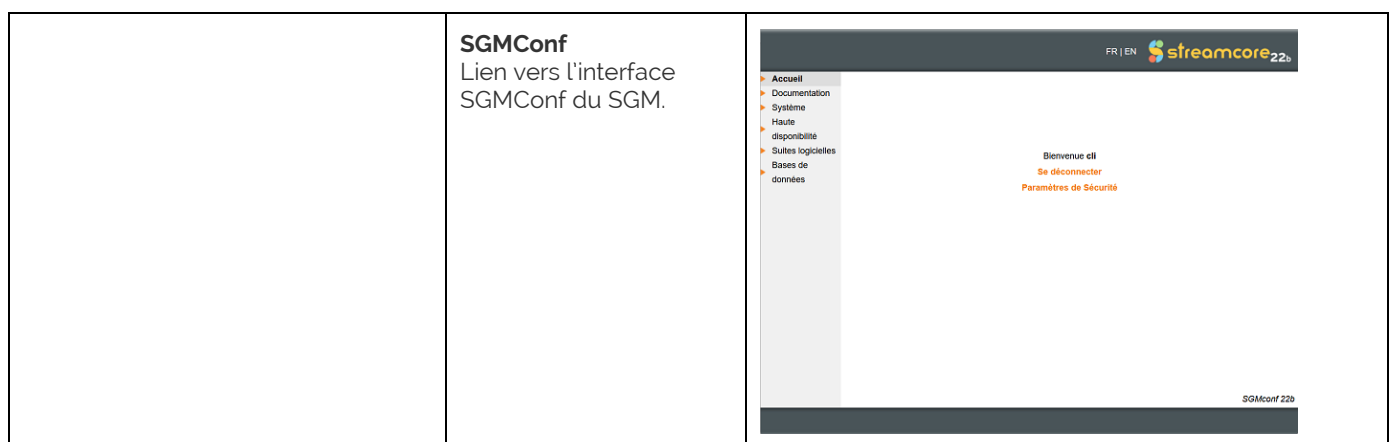 SGMConf
Lien vers l'interface
SGMConf du SGM.
FR | EN
streamcore22b
Accueil
Documentation
Système
Haute
disponibilité
Suites logicielles
Bases de
données
Bienvenue cli
Se déconnecter
Paramètres de Sécurité
SGMconf 22b